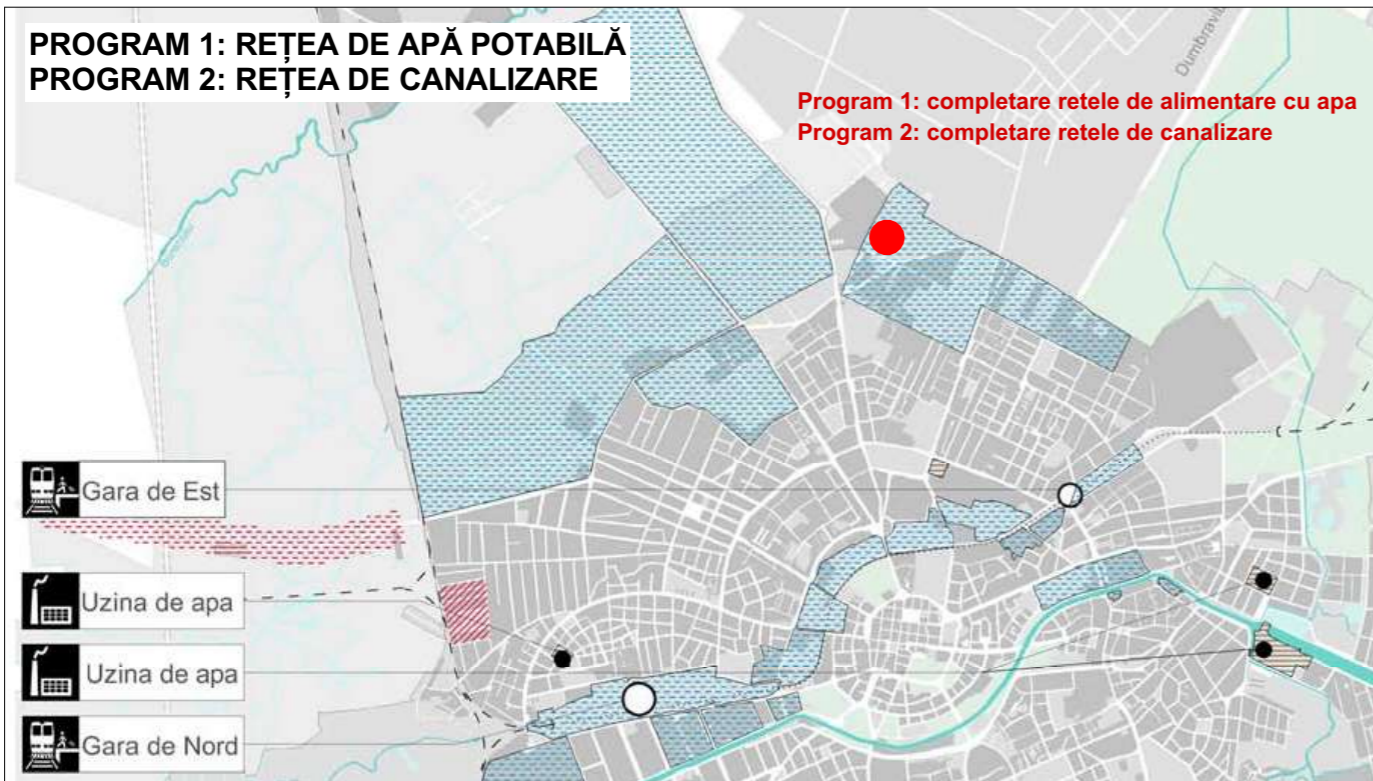 PROGRAM 1: REȚEA DE APĂ POTABILĂ
PROGRAM 2: REȚEA DE CANALIZARE
Dumbravi
Program 1: completare retele de alimentare cu apa
Program 2: completare retele de canalizare
Gara de Est
Uzina de apa
Uzina de apa
Gara de Nord